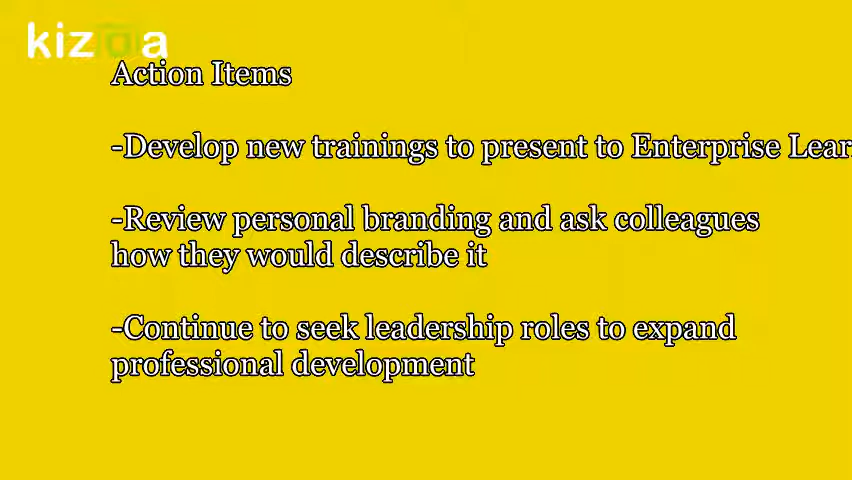 kizoa
Action Items
-Develop new trainings to present to Enterprise Lear
-Review personal branding and ask colleagues
how they would describe it
-Continue to seek leadership roles to expand
professional development